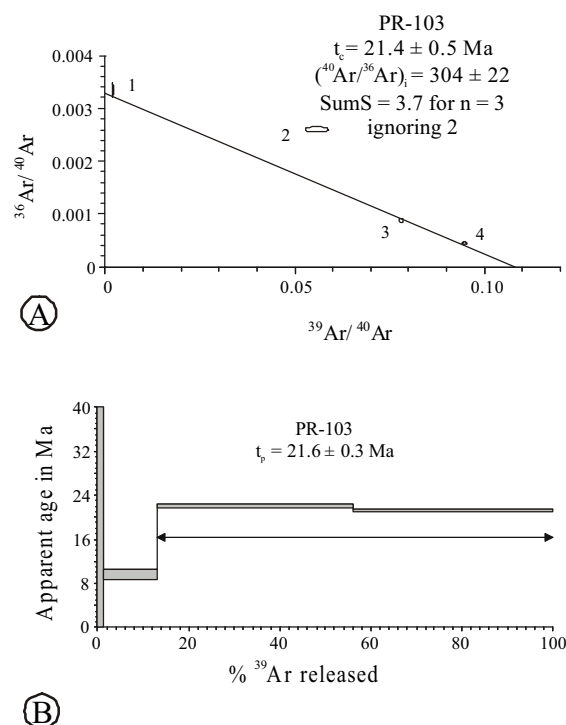 PR-103
t꜀ = 21.4 ± 0.5 Ma
(⁴⁰Ar/³⁶Ar)ᵢ = 304 ± 22
SumS = 3.7 for n = 3
ignoring 2
0.004
0.003
0.002
0.001
0
³⁶Ar/ ⁴⁰Ar
1
2
3
4
0
0.05
0.10
³⁹Ar/ ⁴⁰Ar
A
40
32
24
16
8
0
Apparent age in Ma
PR-103
tₚ = 21.6 ± 0.3 Ma
0
20
40
60
80
100
% ³⁹Ar released
B